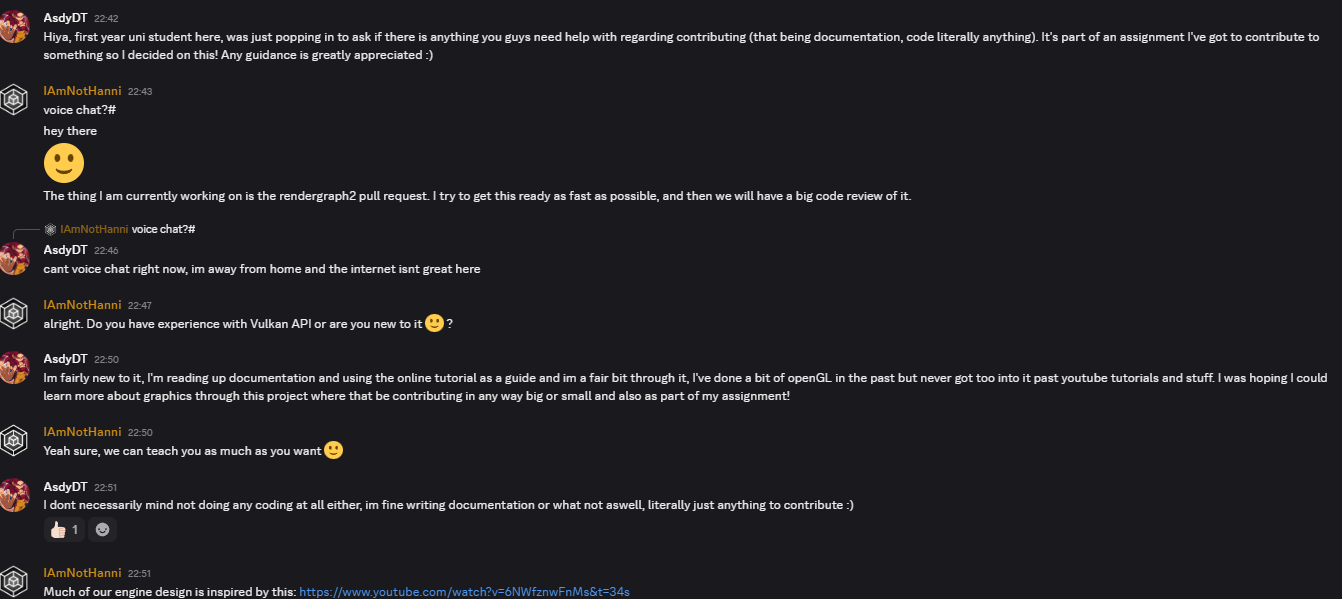 AsdyDT 22:42
Hiya, first year uni student here, was just popping in to ask if there is anything you guys need help with regarding contributing (that being documentation, code literally anything). It's part of an assignment I've got to contribute to
something so I decided on this! Any guidance is greatly appreciated :)
IAmNotHanni 22:43
voice chat?#
hey there
The thing I am currently working on is the rendergraph2 pull request. I try to get this ready as fast as possible, and then we will have a big code review of it.
IAmNotHanni voice chat?#
AsdyDT 22:46
cant voice chat right now, im away from home and the internet isnt great here
IAmNotHanni 22:47
alright. Do you have experience with Vulkan API or are you new to it 🙂 ?
AsdyDT 22:50
Im fairly new to it, I'm reading up documentation and using the online tutorial as a guide and im a fair bit through it, I've done a bit of openGL in the past but never got too into it past youtube tutorials and stuff. I was hoping I could
learn more about graphics through this project where that be contributing in any way big or small and also as part of my assignment!
IAmNotHanni 22:50
Yeah sure, we can teach you as much as you want 🙂
AsdyDT 22:51
I dont necessarily mind not doing any coding at all either, im fine writing documentation or what not aswell, literally just anything to contribute :)
1
IAmNotHanni 22:51
Much of our engine design is inspired by this: https://www.youtube.com/watch?v=6NWfznwFnMs&t=34s